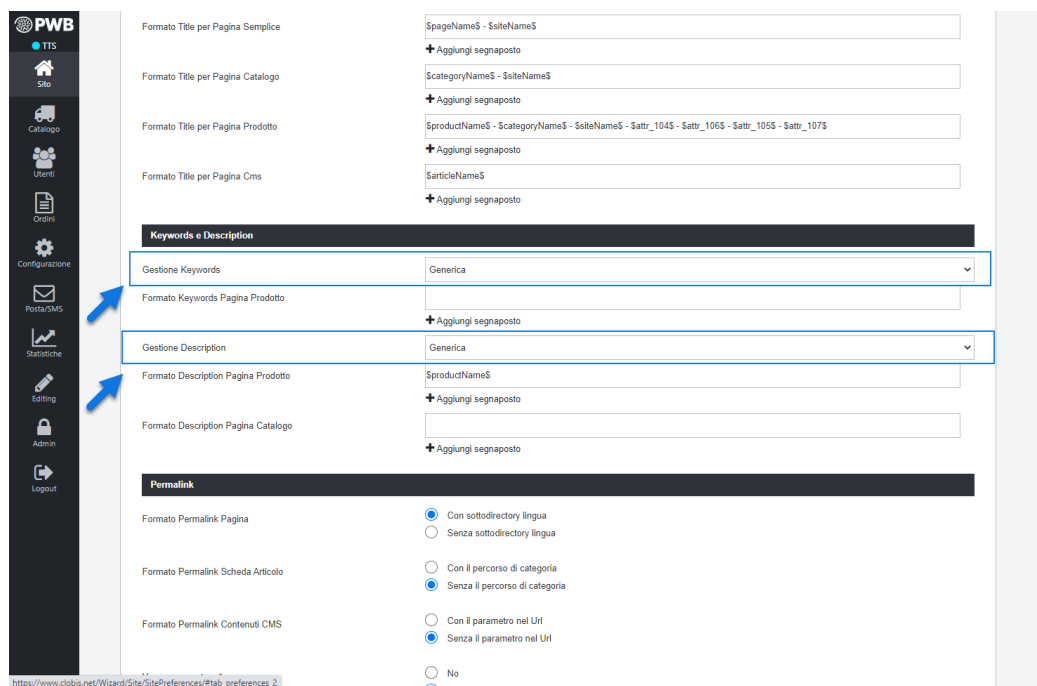 PWB
TTS
Sito
Catalogo
Utenti
Ordini
Configurazione
Posta/SMS
Statistiche
Editing
Admin
Logout
Formato Title per Pagina Semplice
$pageName$ - $siteName$
Aggiungi segnaposto
Formato Title per Pagina Catalogo
$categoryName$ - $siteName$
Aggiungi segnaposto
Formato Title per Pagina Prodotto
$productName$ - $categoryName$ - $siteName$ - $attr_104$ - $attr_106$ - $attr_105$ - $attr_107$
Aggiungi segnaposto
Formato Title per Pagina Cms
$articleName$
Aggiungi segnaposto
Keywords e Description
Gestione Keywords
Generica
Formato Keywords Pagina Prodotto
Aggiungi segnaposto
Gestione Description
Generica
Formato Description Pagina Prodotto
$productName$
Aggiungi segnaposto
Formato Description Pagina Catalogo
Aggiungi segnaposto
Permalink
Formato Permalink Pagina
Con sottodirectory lingua
Senza sottodirectory lingua
Formato Permalink Scheda Articolo
Con il percorso di categoria
Senza il percorso di categoria
Formato Permalink Contenuti CMS
Con il parametro nel Url
Senza il parametro nel Url
No
https://www.clobis.net/Wizard/Site/SitePreferences/#tab_preferences_2